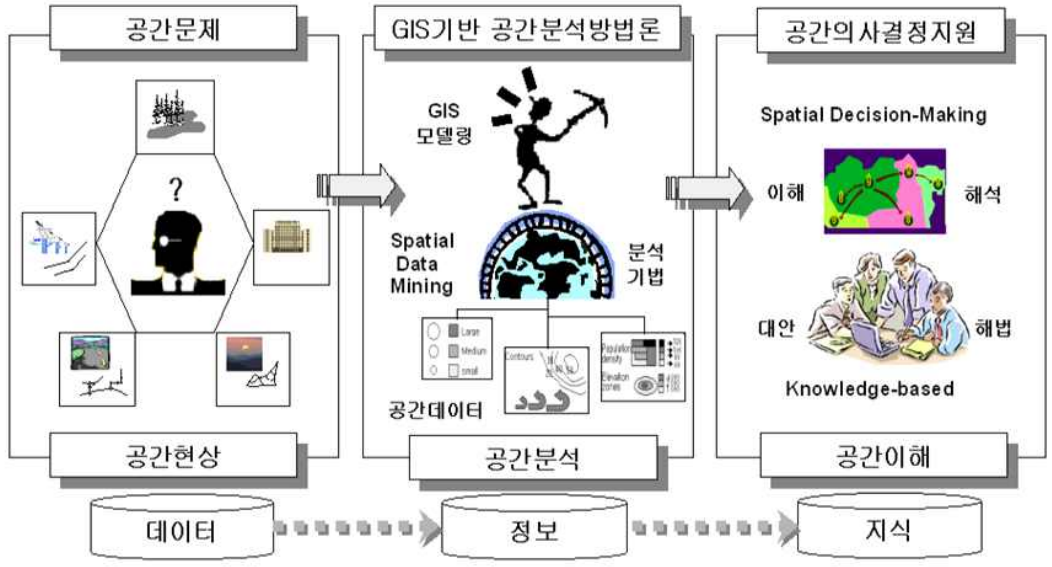 공간문제
GIS기반 공간분석방법론
공간의사결정지원
?
GIS
모델링
Spatial
Data
Mining
분석
기법
Large
Medium
small
Contours
Population
density
Elevation
zones
공간데이터
Spatial Decision-Making
이해
해석
대안
해법
Knowledge-based
공간현상
공간분석
공간이해
데이터
정보
지식